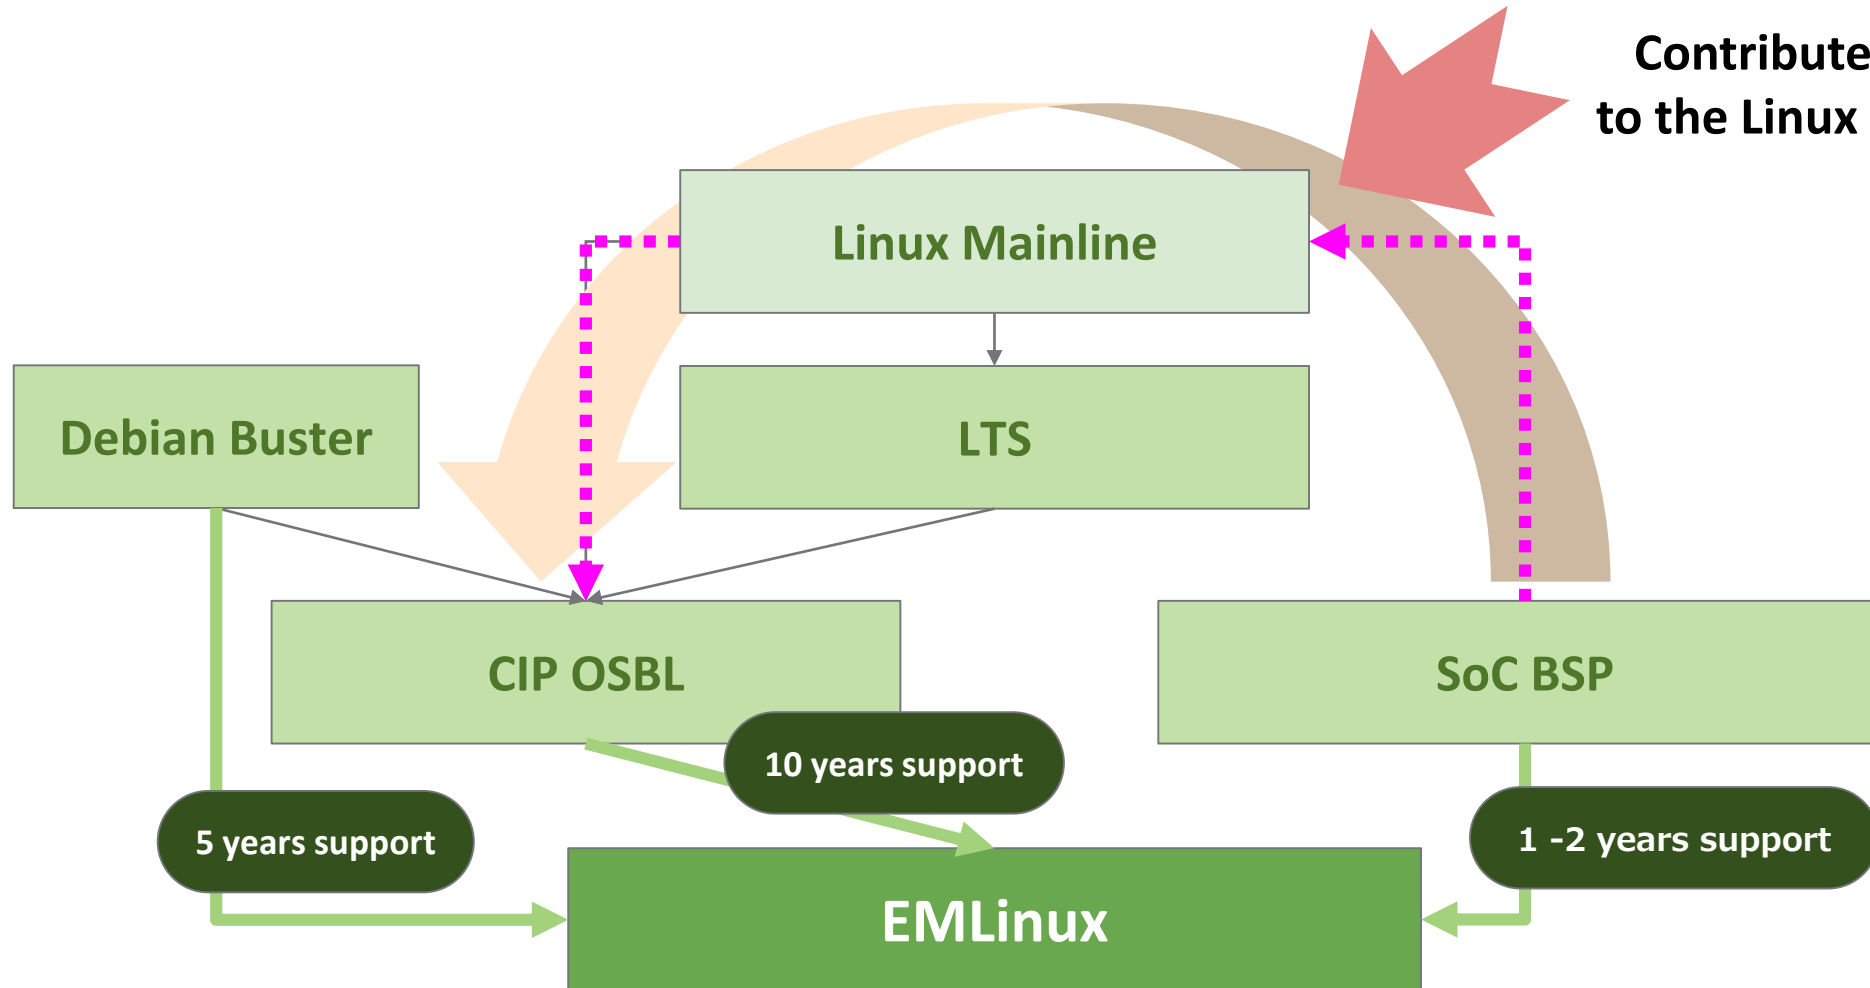 Contribute
to the Linux
Linux Mainline
Debian Buster
LTS
CIP OSBL
SoC BSP
10 years support
5 years support
1 -2 years support
EMLinux